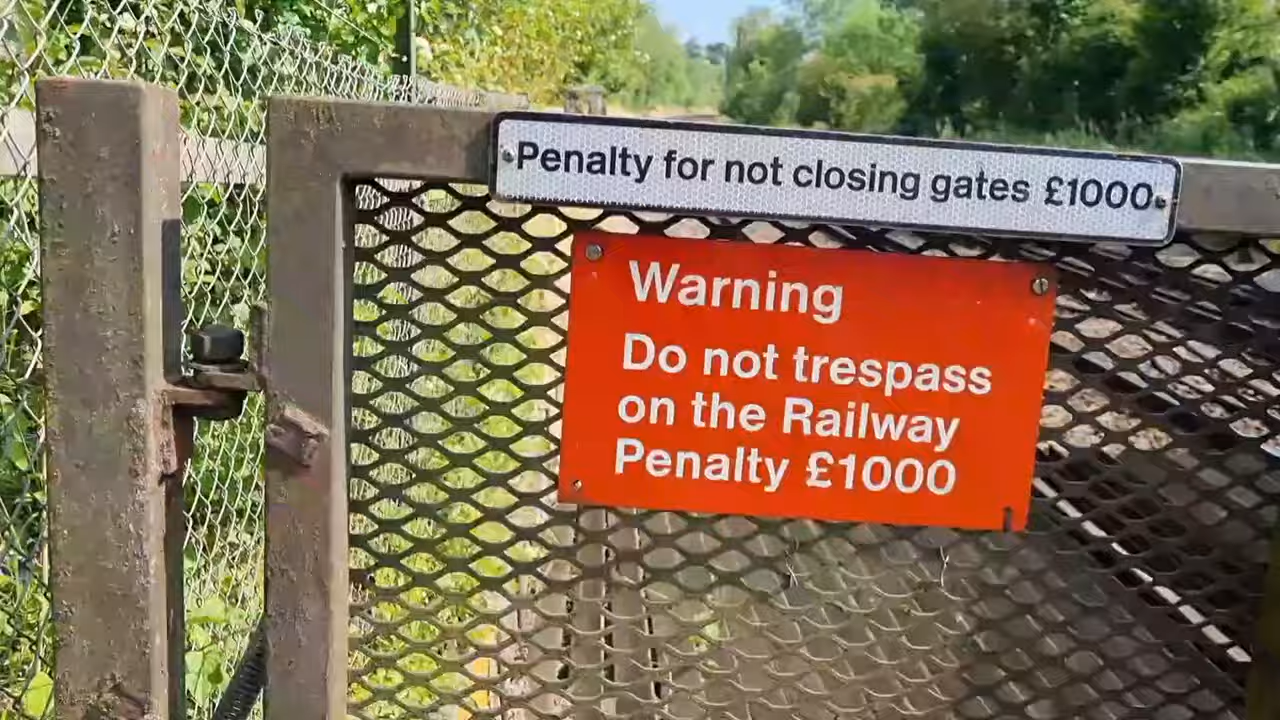 Penalty for not closing gates £1000
Warning
Do not trespass
on the Railway
Penalty £1000